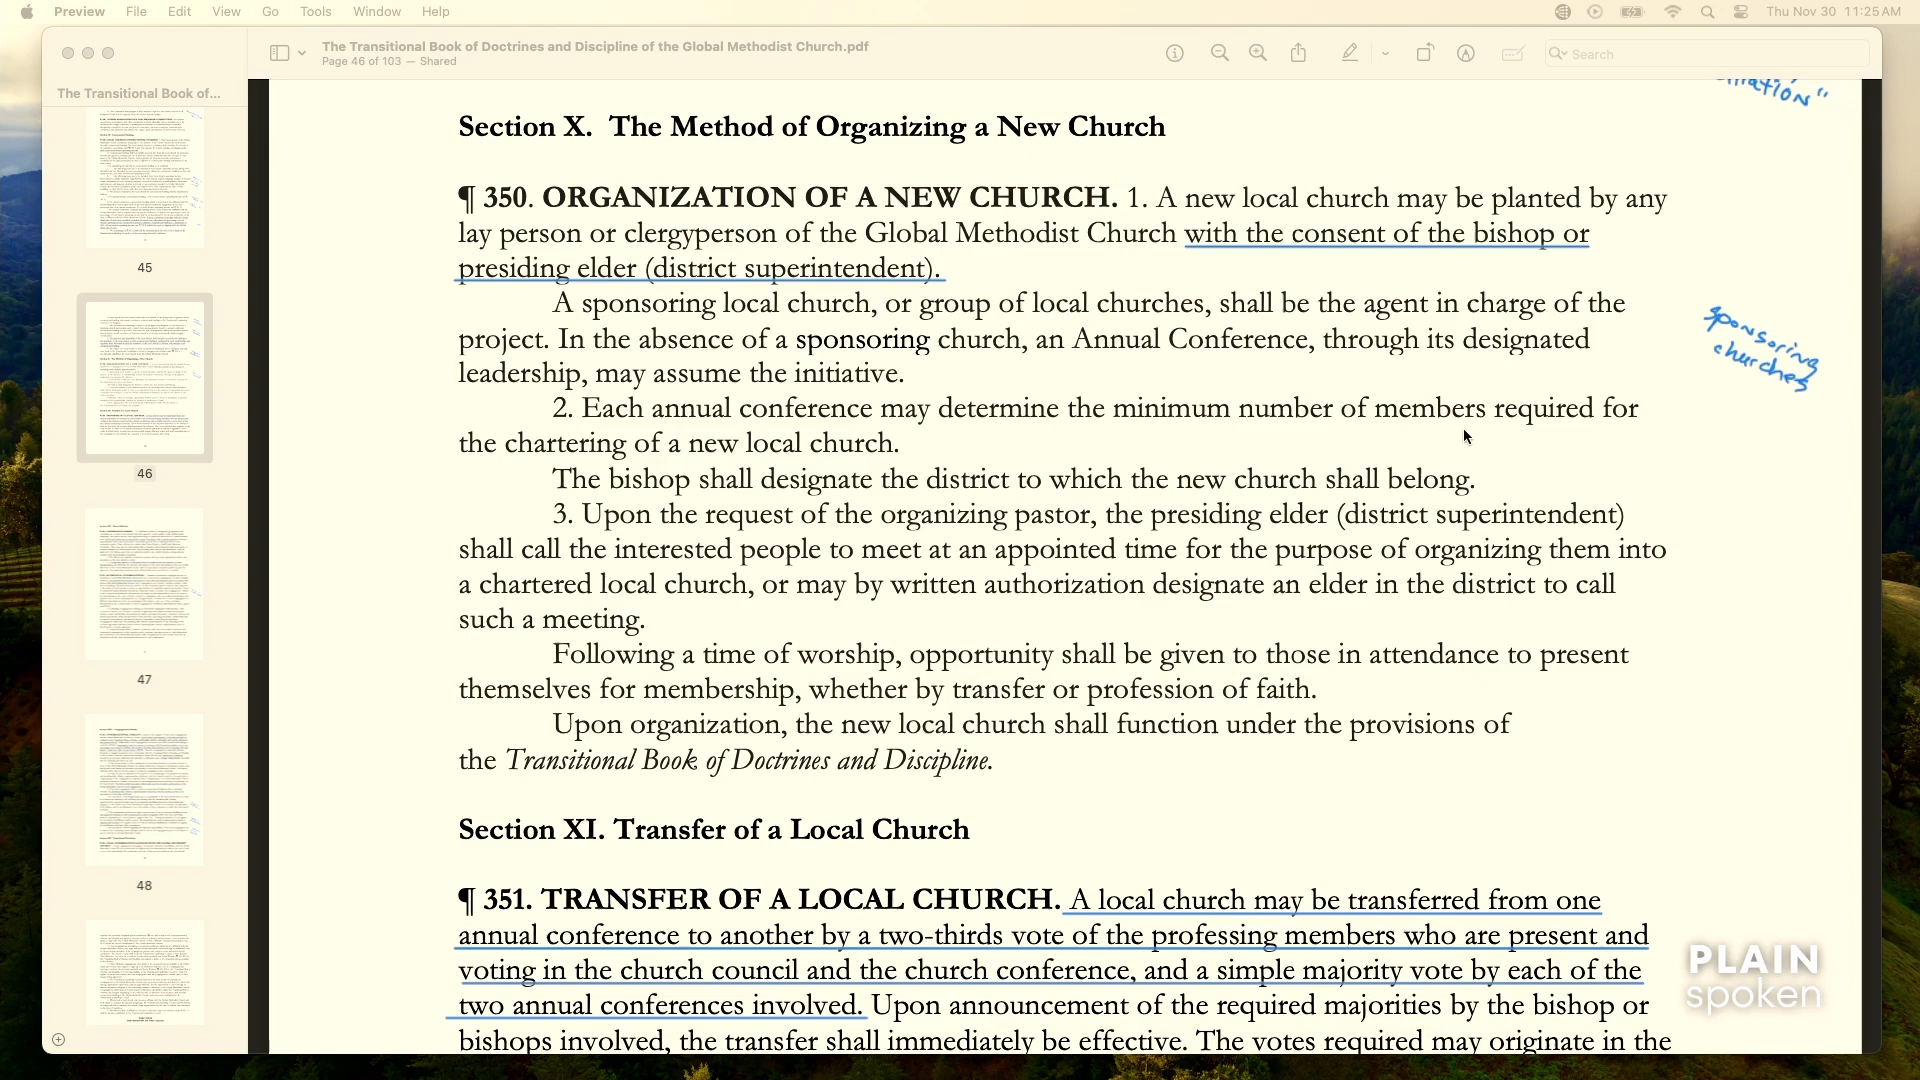 Preview File Edit View Go Tools Window Help Thu Nov 30 11:25 AM
The Transitional Book of Doctrines and Discipline of the Global Methodist Church.pdf
Page 46 of 103 — Shared
Search
The Transitional Book of...
45
46
47
48
Section X. The Method of Organizing a New Church
¶ 350. ORGANIZATION OF A NEW CHURCH. 1. A new local church may be planted by any
lay person or clergyperson of the Global Methodist Church with the consent of the bishop or
presiding elder (district superintendent).
A sponsoring local church, or group of local churches, shall be the agent in charge of the
project. In the absence of a sponsoring church, an Annual Conference, through its designated
leadership, may assume the initiative.
2. Each annual conference may determine the minimum number of members required for
the chartering of a new local church.
The bishop shall designate the district to which the new church shall belong.
3. Upon the request of the organizing pastor, the presiding elder (district superintendent)
shall call the interested people to meet at an appointed time for the purpose of organizing them into
a chartered local church, or may by written authorization designate an elder in the district to call
such a meeting.
Following a time of worship, opportunity shall be given to those in attendance to present
themselves for membership, whether by transfer or profession of faith.
Upon organization, the new local church shall function under the provisions of
the Transitional Book of Doctrines and Discipline.
Section XI. Transfer of a Local Church
¶ 351. TRANSFER OF A LOCAL CHURCH. A local church may be transferred from one
annual conference to another by a two-thirds vote of the professing members who are present and
voting in the church council and the church conference, and a simple majority vote by each of the
two annual conferences involved. Upon announcement of the required majorities by the bishop or
bishops involved, the transfer shall immediately be effective. The votes required may originate in the
sponsoring
churches
PLAIN
spoken